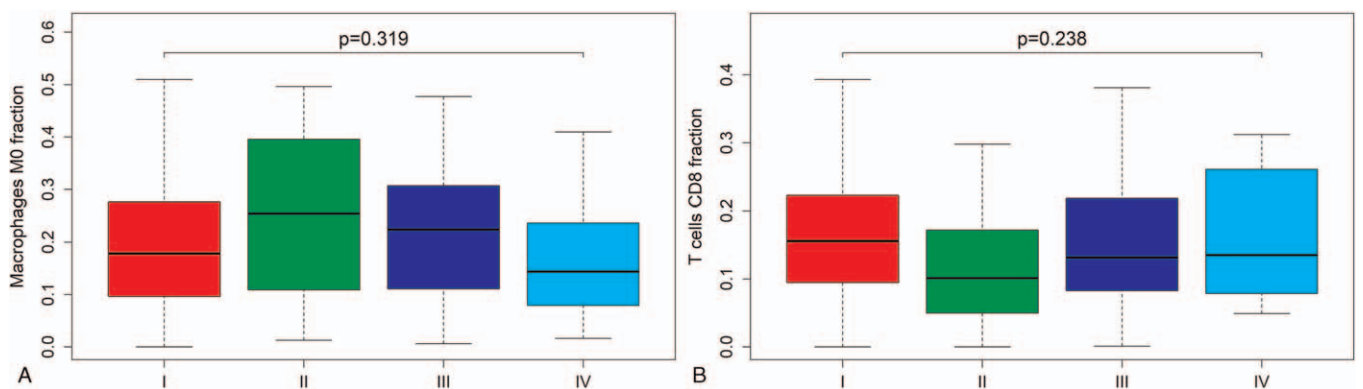 Macrophages M0 fraction
0.6
0.5
0.4
0.3
0.2
0.1
0.0
p=0.319
I II III IV
A
T cells CD8 fraction
0.4
0.3
0.2
0.1
0.0
p=0.238
I II III IV
B